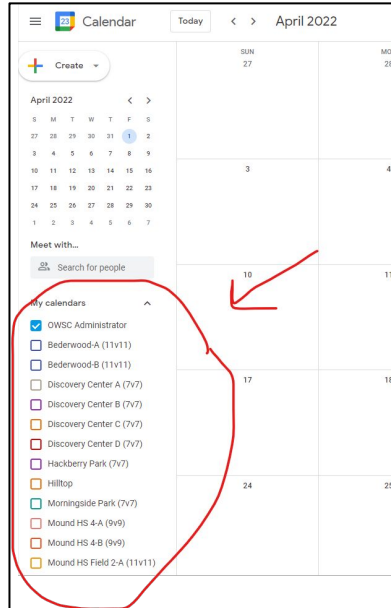 23 Calendar Today < > April 2022
Create
April 2022 < >
S M T W T F S
27 28 29 30 31 1 2
3 4 5 6 7 8 9
10 11 12 13 14 15 16
17 18 19 20 21 22 23
24 25 26 27 28 29 30
1 2 3 4 5 6 7
Meet with...
Search for people
My calendars
OWSC Administrator
Bederwood-A (11v11)
Bederwood-B (11v11)
Discovery Center A (7v7)
Discovery Center B (7v7)
Discovery Center C (7v7)
Discovery Center D (7v7)
Hackberry Park (7v7)
Hilltop
Morningside Park (7v7)
Mound HS 4-A (9v9)
Mound HS 4-B (9v9)
Mound HS Field 2-A (11v11)
SUN MO
27 28
3 4
10 11
17 18
24 25